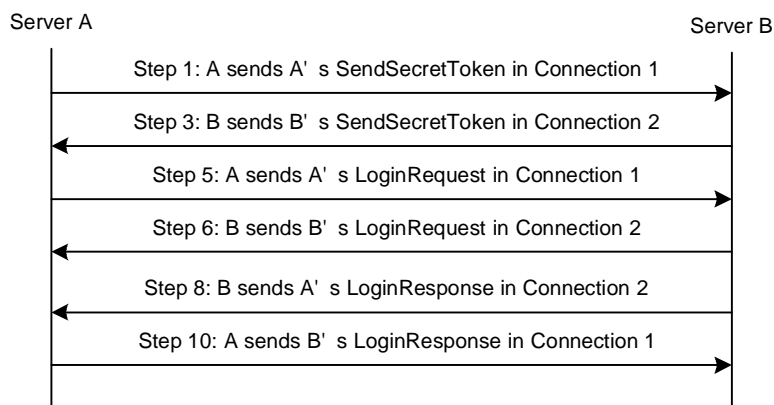 Server A
Server B
Step 1: A sends A' s SendSecretToken in Connection 1
Step 3: B sends B' s SendSecretToken in Connection 2
Step 5: A sends A' s LoginRequest in Connection 1
Step 6: B sends B' s LoginRequest in Connection 2
Step 8: B sends A' s LoginResponse in Connection 2
Step 10: A sends B' s LoginResponse in Connection 1